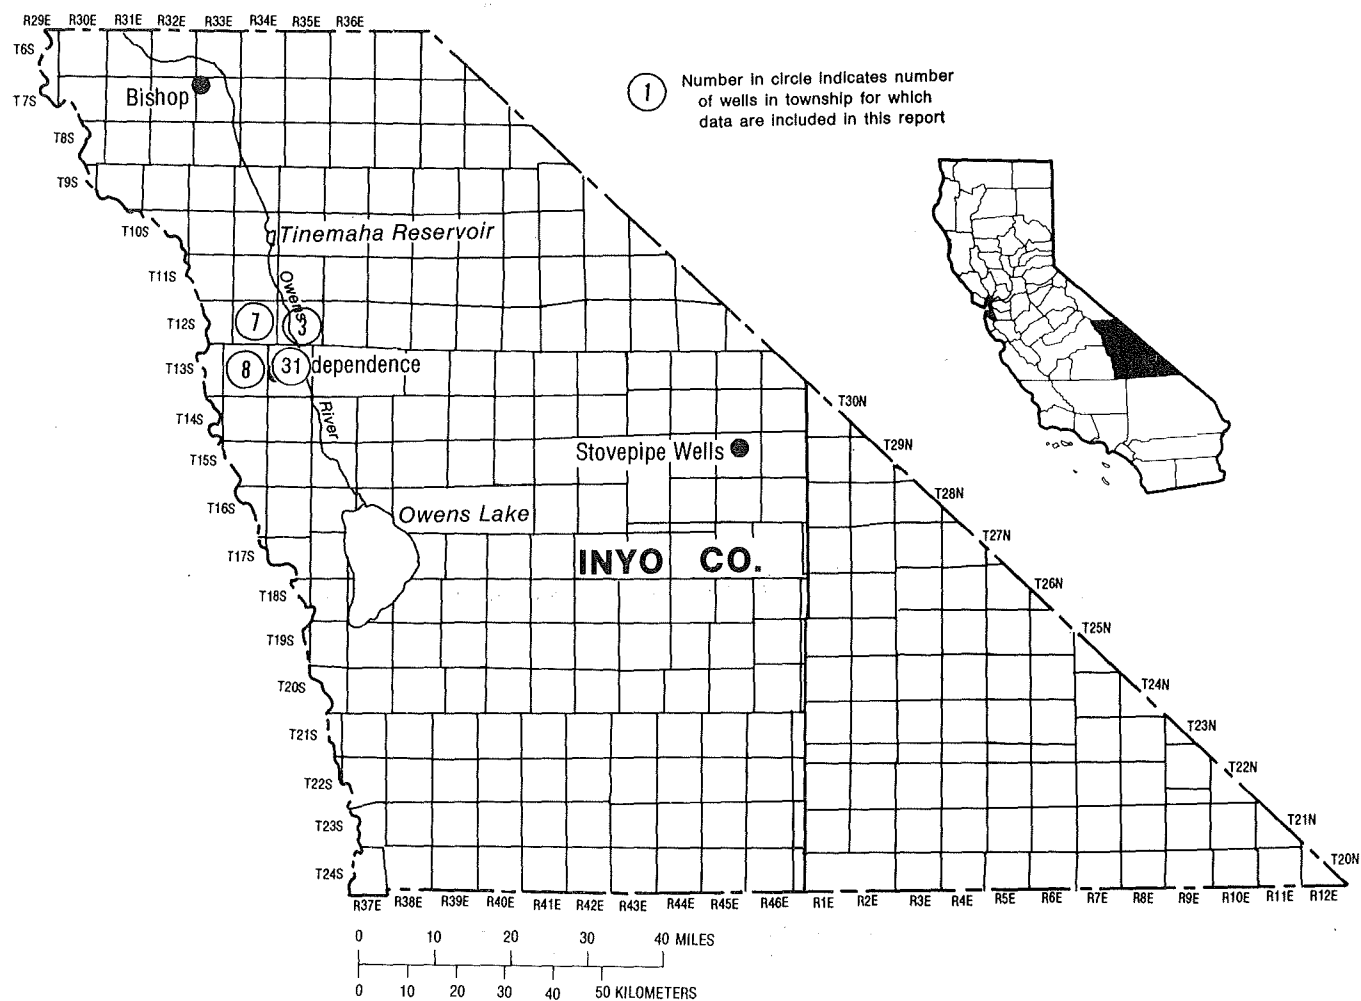 R29E R30E R31E R32E R33E R34E R35E R36E
T6S
T7S
T8S
T9S
T10S
T11S
T12S
T13S
T14S
T15S
T16S
T17S
T18S
T19S
T20S
T21S
T22S
T23S
T24S
Bishop
1
Number in circle indicates number
of wells in township for which
data are included in this report
Tinemaha Reservoir
Owens
7
3
8
31
dependence
River
Stovepipe Wells
Owens Lake
INYO CO.
T30N
T29N
T28N
T27N
T26N
T25N
T24N
T23N
T22N
T21N
T20N
R37E R38E R39E R40E R41E R42E R43E R44E R45E R46E R1E R2E R3E R4E R5E R6E R7E R8E R9E R10E R11E R12E
0 10 20 30 40 MILES
0 10 20 30 40 50 KILOMETERS